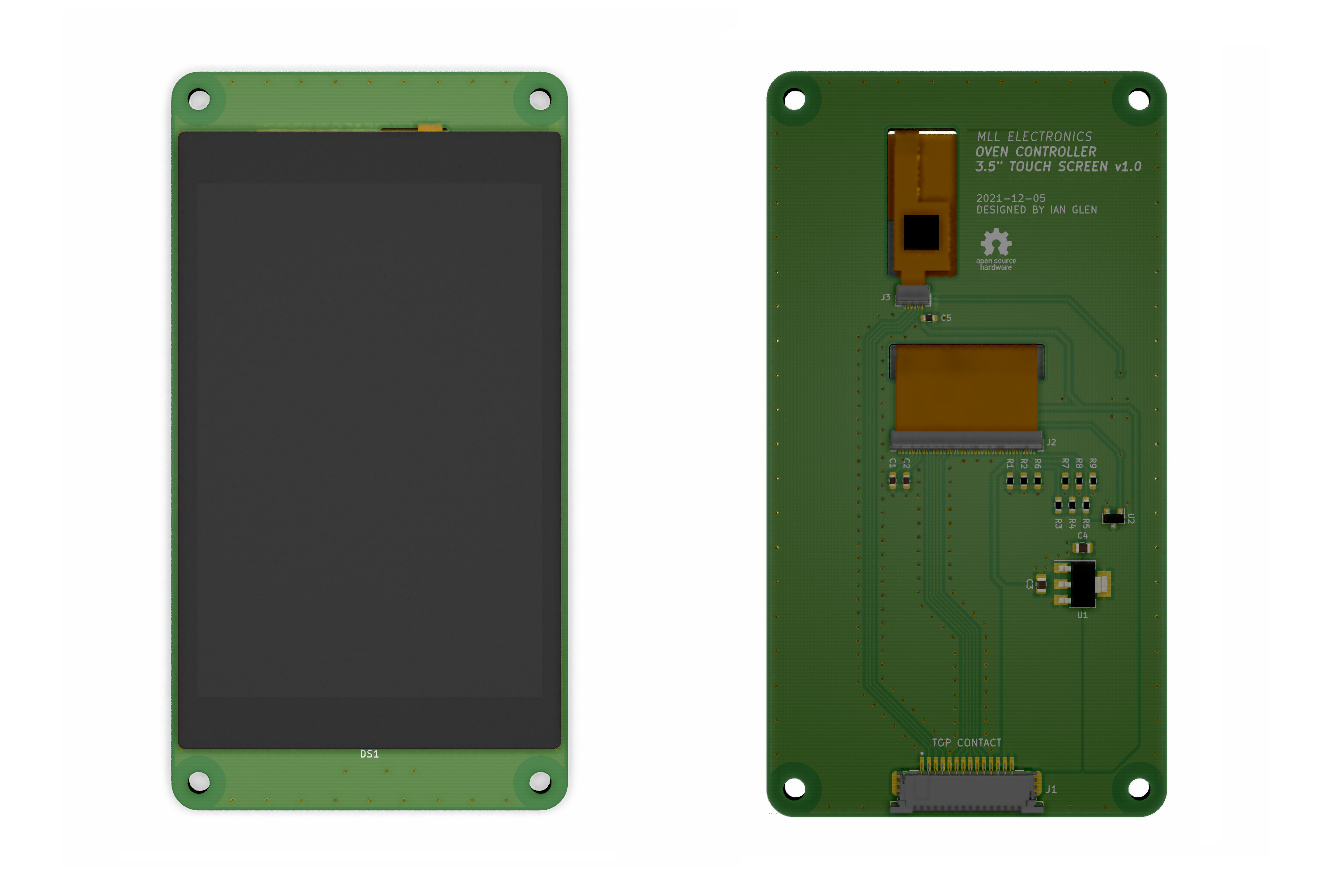 DS1
MLL ELECTRONICS
OVEN CONTROLLER
3.5" TOUCH SCREEN v1.0
2021-12-05
DESIGNED BY IAN GLEN
open source
hardware
J3
C5
J2
C1 C2 R1 R2 R6 R7 R8 R9
R3 R4 R5 U2
C4
C3
U1
TOP CONTACT
J1